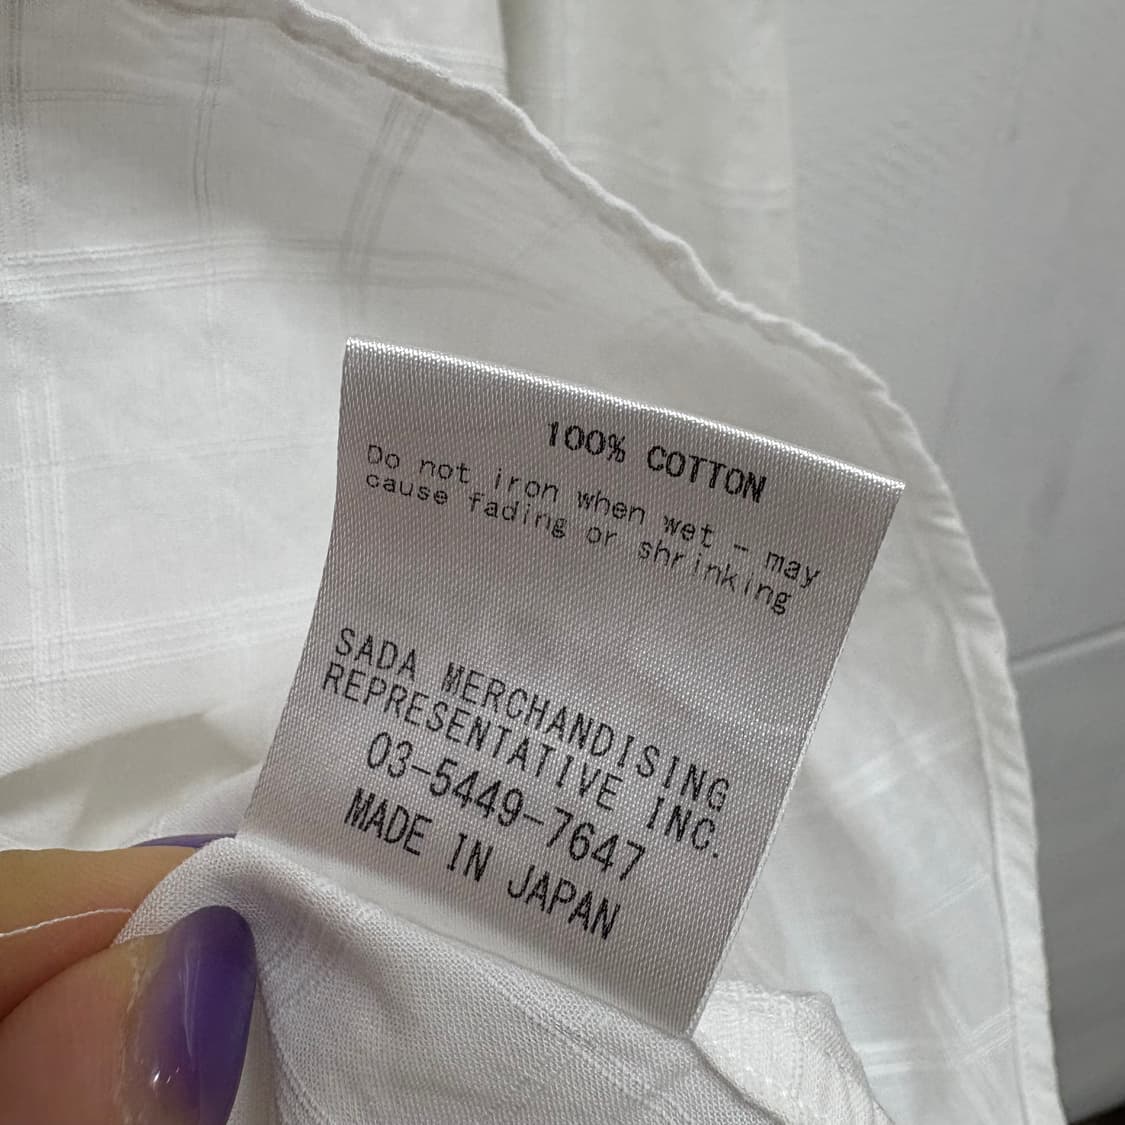 100% COTTON
Do not iron when wet - may
cause fading or shrinking
SADA MERCHANDISING
REPRESENTATIVE INC.
03-5449-7647
MADE IN JAPAN